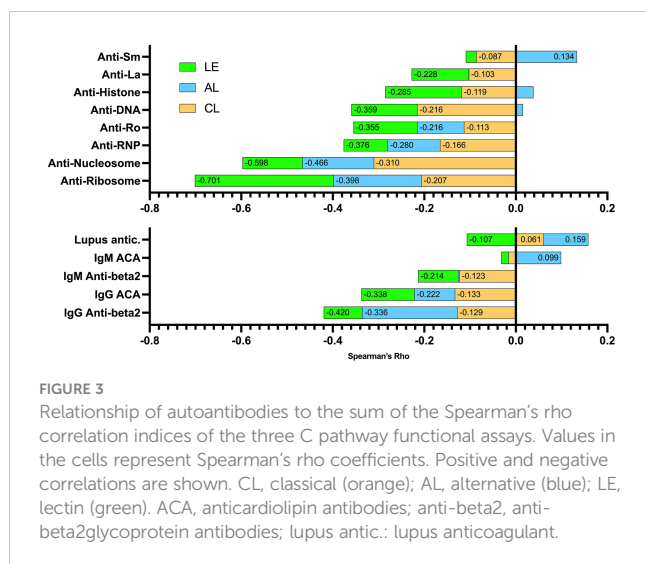 Anti-Sm -0.087 0.134
LE
Anti-La -0.228 -0.103
AL
Anti-Histone -0.285 -0.119
CL
Anti-DNA -0.359 -0.216
Anti-Ro -0.355 -0.216 -0.113
Anti-RNP -0.376 -0.280 -0.166
Anti-Nucleosome -0.598 -0.466 -0.310
Anti-Ribosome -0.701 -0.398 -0.207
-0.8 -0.6 -0.4 -0.2 0.0 0.2
Lupus antic. -0.107 0.061 0.159
IgM ACA 0.099
IgM Anti-beta2 -0.214 -0.123
IgG ACA -0.338 -0.222 -0.133
IgG Anti-beta2 -0.420 -0.336 -0.129
-0.8 -0.6 -0.4 -0.2 0.0 0.2
Spearman's Rho
FIGURE 3
Relationship of autoantibodies to the sum of the Spearman's rho
correlation indices of the three C pathway functional assays. Values in
the cells represent Spearman's rho coefficients. Positive and negative
correlations are shown. CL, classical (orange); AL, alternative (blue); LE,
lectin (green). ACA, anticardiolipin antibodies; anti-beta2, anti-
beta2glycoprotein antibodies; lupus antic.: lupus anticoagulant.